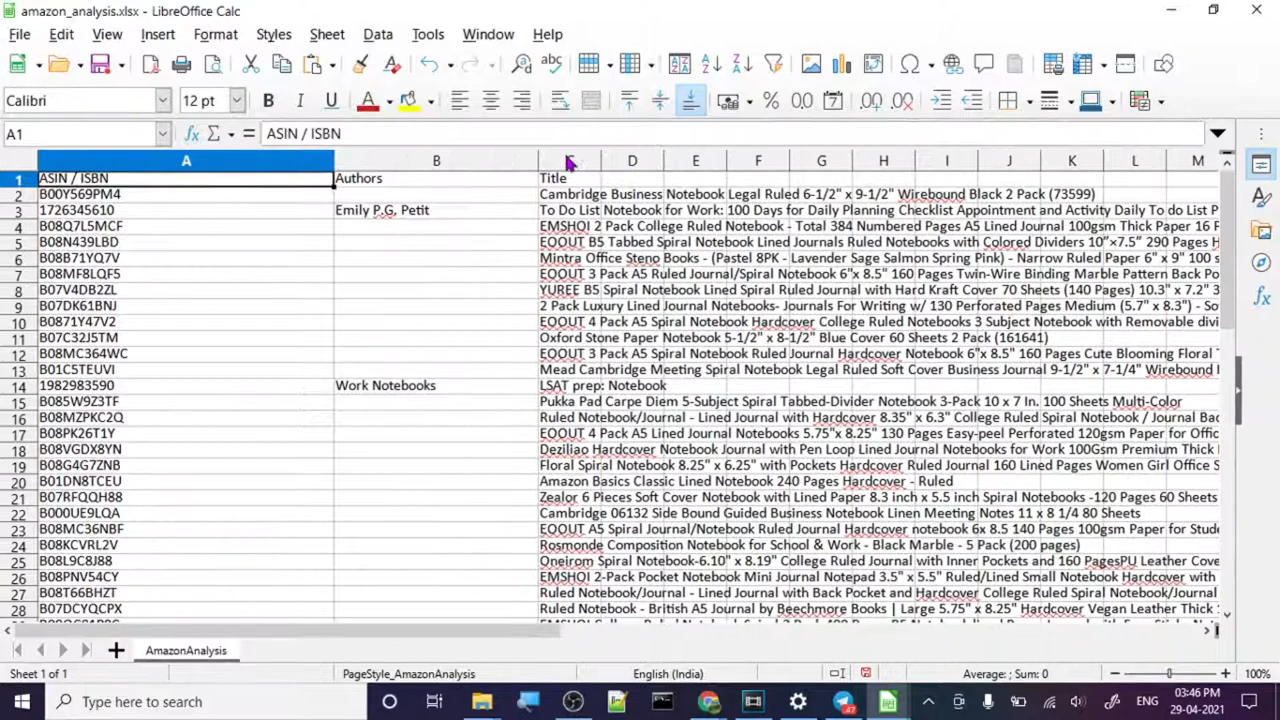 amazon_analysis.xlsx - LibreOffice Calc
File Edit View Insert Format Styles Sheet Data Tools Window Help
Calibri 12 pt
A1 ASIN / ISBN
A B D E F G H I J K L M
1 ASIN / ISBN Authors Title
2 B00Y569PM4 Cambridge Business Notebook Legal Ruled 6-1/2" x 9-1/2" Wirebound Black 2 Pack (73599)
3 1726345610 Emily P.G, Petit To Do List Notebook for Work: 100 Days for Daily Planning Checklist Appointment and Activity Daily To do List P
4 B08Q7L5MCF EMSHOI 2 Pack College Ruled Notebook - Total 384 Numbered Pages A5 Lined Journal 100gsm Thick Paper 16 P
5 B08N439LBD EQOUT B5 Tabbed Spiral Notebook Lined Journals Ruled Notebooks with Colored Dividers 10"×7.5" 290 Pages H
6 B08B71YQ7V Mintra Office Steno Books - (Pastel 8PK - Lavender Sage Salmon Spring Pink) - Narrow Ruled Paper 6" x 9" 100 s
7 B08MF8LQF5 EQOUT 3 Pack A5 Ruled Journal/Spiral Notebook 6"x 8.5" 160 Pages Twin-Wire Binding Marble Pattern Back Po
8 B07V4DB2ZL YUBEE B5 Spiral Notebook Lined Spiral Journal with Hard Kraft Cover 70 Sheets (140 Pages) 10.3" x 7.2" 3
9 B07DK61BNJ 2 Pack Luxury Lined Journal Notebooks- Journals For Writing w/ 130 Perforated Pages Medium (5.7" x 8.3") - So
10 B0871Y47V2 EQOUT 4 Pack A5 Spiral Notebook Hardcover College Ruled Notebooks 3 Subject Notebook with Removable divi
11 B07C32J5TM Oxford Stone Paper Notebook 5-1/2" x 8-1/2" Blue Cover 60 Sheets 2 Pack (161641)
12 B08MC364WC EQOUT 3 Pack A5 Spiral Notebook Ruled Journal Hardcover Notebook 6"x 8.5" 160 Pages Cute Blooming Floral T
13 B01C5TEUVI Mead Cambridge Meeting Spiral Notebook Legal Ruled Soft Cover Business Journal 9-1/2" x 7-1/4" Wirebound
14 1982983590 Work Notebooks LSAT prep: Notebook
15 B085W9Z3TF Pukka Pad Carpe Diem 5-Subject Spiral Tabbed-Divider Notebook 3-Pack 10 x 7 In. 100 Sheets Multi-Color
16 B08MZPKC2Q Ruled Notebook/Journal - Lined Journal with Hardcover 8.35" x 6.3" College Ruled Spiral Notebook / Journal Bac
17 B08PK26T1Y EQOUT 4 Pack A5 Lined Journal Notebooks 5.75"x 8.25" 130 Pages Easy-peel Perforated 120gsm Paper for Offic
18 B08VGDX8YN Deziliao Hardcover Notebook Journal with Pen Loop Lined Journal Notebooks for Work 100Gsm Premium Thick
19 B08G4G7ZNB Floral Spiral Notebook 8.25" x 6.25" with Pockets Hardcover Ruled Journal 160 Lined Pages Women Girl Office S
20 B01DN8TCEU Amazon Basics Classic Lined Notebook 240 Pages Hardcover - Ruled
21 B07RFQQH88 Zealor 6 Pieces Soft Cover Notebook with Lined Paper 8.3 inch x 5.5 inch Spiral Notebooks -120 Pages 60 Sheets
22 B000UE9LQA Cambridge 06132 Side Bound Guided Business Notebook Linen Meeting Notes 11 x 8 1/4 80 Sheets
23 B08MC36NBF EQOUT A5 Spiral Journal/Notebook Ruled Journal Hardcover notebook 6x 8.5 140 Pages 100gsm Paper for Stude
24 B08KCVRL2V Rosmonde Composition Notebook for School & Work - Black Marble - 5 Pack (200 pages)
25 B08L9C8J88 Oneirom Spiral Notebook-6.10" x 8.19" College Ruled Journal with Inner Pockets and 160 PagesPU Leather Cove
26 B08PNV54CY EMSHOI 2-Pack Pocket Notebook Mini Journal Notepad 3.5" x 5.5" Ruled/Lined Small Notebook Hardcover with
27 B08T66BHZT Ruled Notebook/Journal - Lined Journal with Back Pocket and Hardcover College Ruled Spiral Notebook/Journal
28 B07DCYQCPX Ruled Notebook - British A5 Journal by Beechmore Books | Large 5.75" x 8.25" Hardcover Vegan Leather Thick
AmazonAnalysis
Sheet 1 of 1 PageStyle_AmazonAnalysis English (India) Average: ; Sum: 0 100%
Type here to search ENG 03:46 PM
29-04-2021